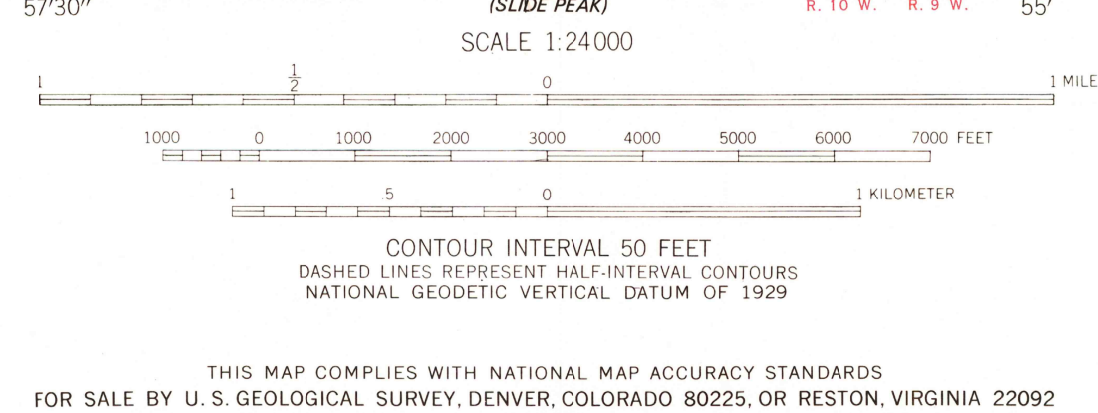 57'30" (SLIDE PEAK) R. 10 W. R. 9 W. 55'
SCALE 1:24000
1 1/2 0 1 MILE
1000 0 1000 2000 3000 4000 5000 6000 7000 FEET
1 .5 0 1 KILOMETER
CONTOUR INTERVAL 50 FEET
DASHED LINES REPRESENT HALF-INTERVAL CONTOURS
NATIONAL GEODETIC VERTICAL DATUM OF 1929
THIS MAP COMPLIES WITH NATIONAL MAP ACCURACY STANDARDS
FOR SALE BY U. S. GEOLOGICAL SURVEY, DENVER, COLORADO 80225, OR RESTON, VIRGINIA 22092